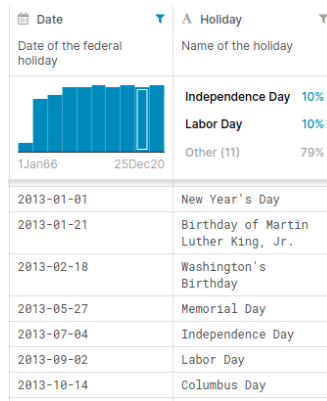 Date
A Holiday
Date of the federal
holiday
Name of the holiday
Independence Day 10%
Labor Day 10%
Other (11) 79%
1Jan66 25Dec20
2013-01-01 New Year's Day
2013-01-21 Birthday of Martin
Luther King, Jr.
2013-02-18 Washington's
Birthday
2013-05-27 Memorial Day
2013-07-04 Independence Day
2013-09-02 Labor Day
2013-10-14 Columbus Day